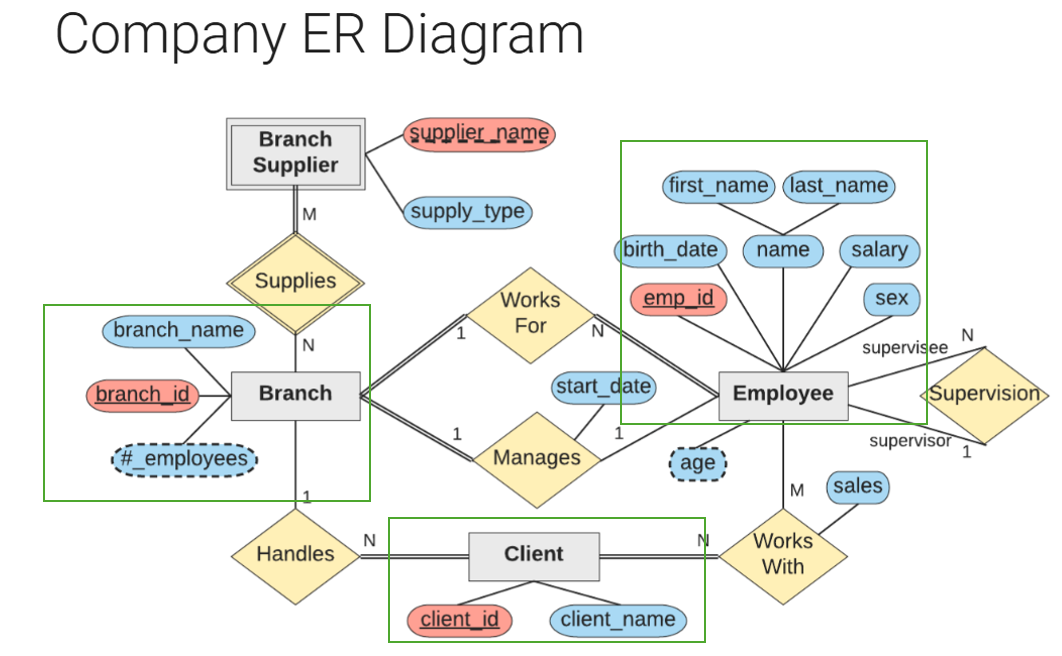 Company ER Diagram
Branch
Supplier
supplier_name
supply_type
M
Supplies
N
first_name
last_name
birth_date
name
salary
emp_id
sex
branch_name
branch_id
#_employees
Branch
1
Works
For
N
start_date
1
Manages
1
Employee
supervisee
N
Supervision
supervisor
1
age
M
sales
1
Handles
N
Client
N
Works
With
client_id
client_name